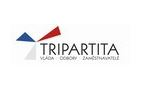 TRIPARTITA
VLÁDA ODBORY ZAMĚSTNAVATELÉ